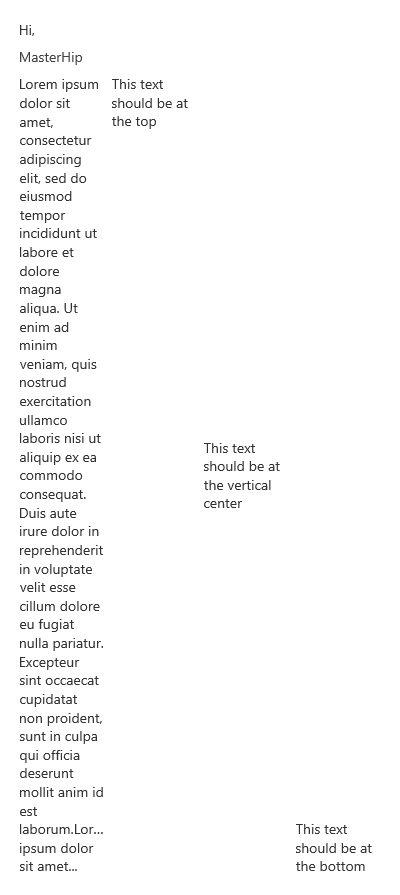 Hi,
MasterHip
Lorem ipsum
dolor sit
amet,
consectetur
adipiscing
elit, sed do
eiusmod
tempor
incididunt ut
labore et
dolore
magna
aliqua. Ut
enim ad
minim
veniam, quis
nostrud
exercitation
ullamco
laboris nisi ut
aliquip ex ea
commodo
consequat.
Duis aute
irure dolor in
reprehenderit
in voluptate
velit esse
cillum dolore
eu fugiat
nulla pariatur.
Excepteur
sint occaecat
cupidatat
non proident,
sunt in culpa
qui officia
deserunt
mollit anim id
est
laborum.Lor...
ipsum dolor
sit amet...
This text
should be at
the top
This text
should be at
the vertical
center
This text
should be at
the bottom